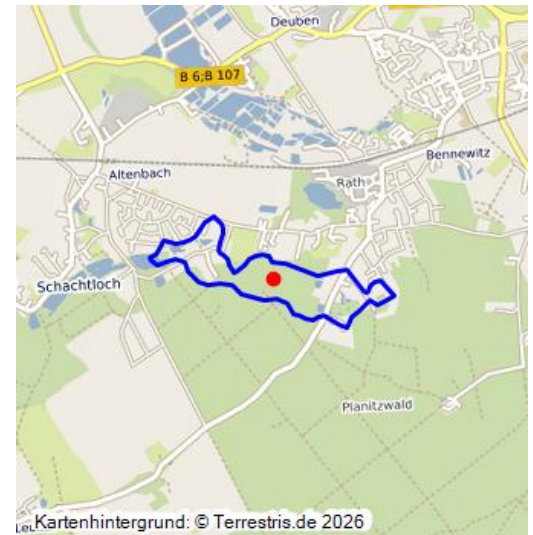 Deuben
B 6;B 107
Bennewitz
Altenbach
Rath
Schachtloch
Planitzwald
Kartenhintergrund: © Terrestris.de 2026